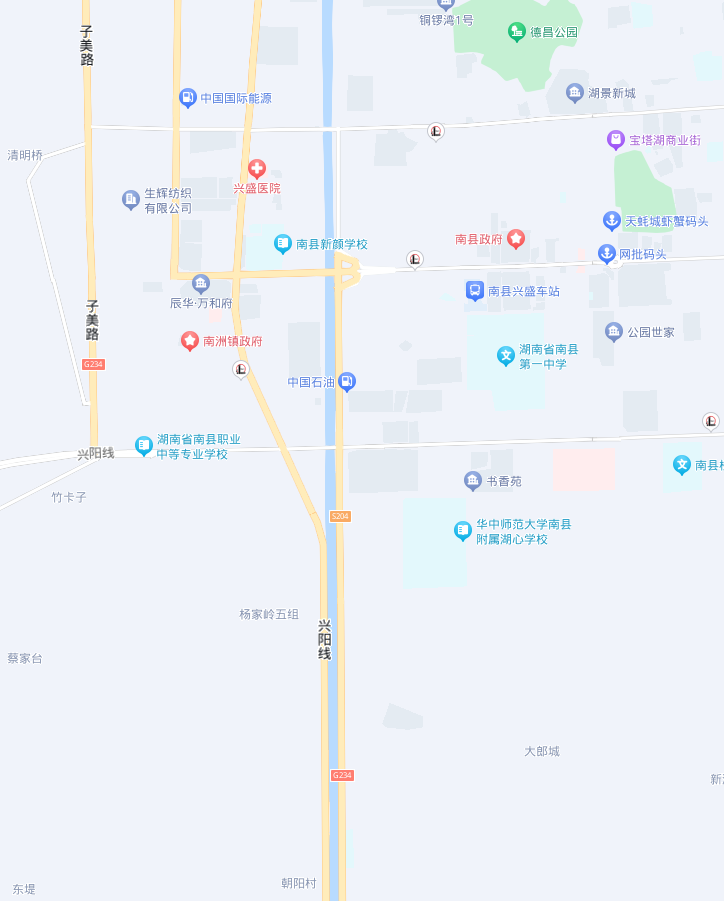 铜锣湾1号
子美路
德昌公园
中国国际能源
湖景新城
宝塔湖商业街
清明桥
兴盛医院
生辉纺织
有限公司
天蚝城虾蟹码头
南县政府
南县新颜学校
网批码头
辰华·万和府
南县兴盛车站
子美路
公园世家
南洲镇政府
湖南省南县
第一中学
G234
中国石油
湖南省南县职业
中等专业学校
兴阳线
南县
书香苑
竹卡子
S204
华中师范大学南县
附属湖心学校
杨家岭五组
兴阳线
蔡家台
大郎城
G234
新
朝阳村
东堤